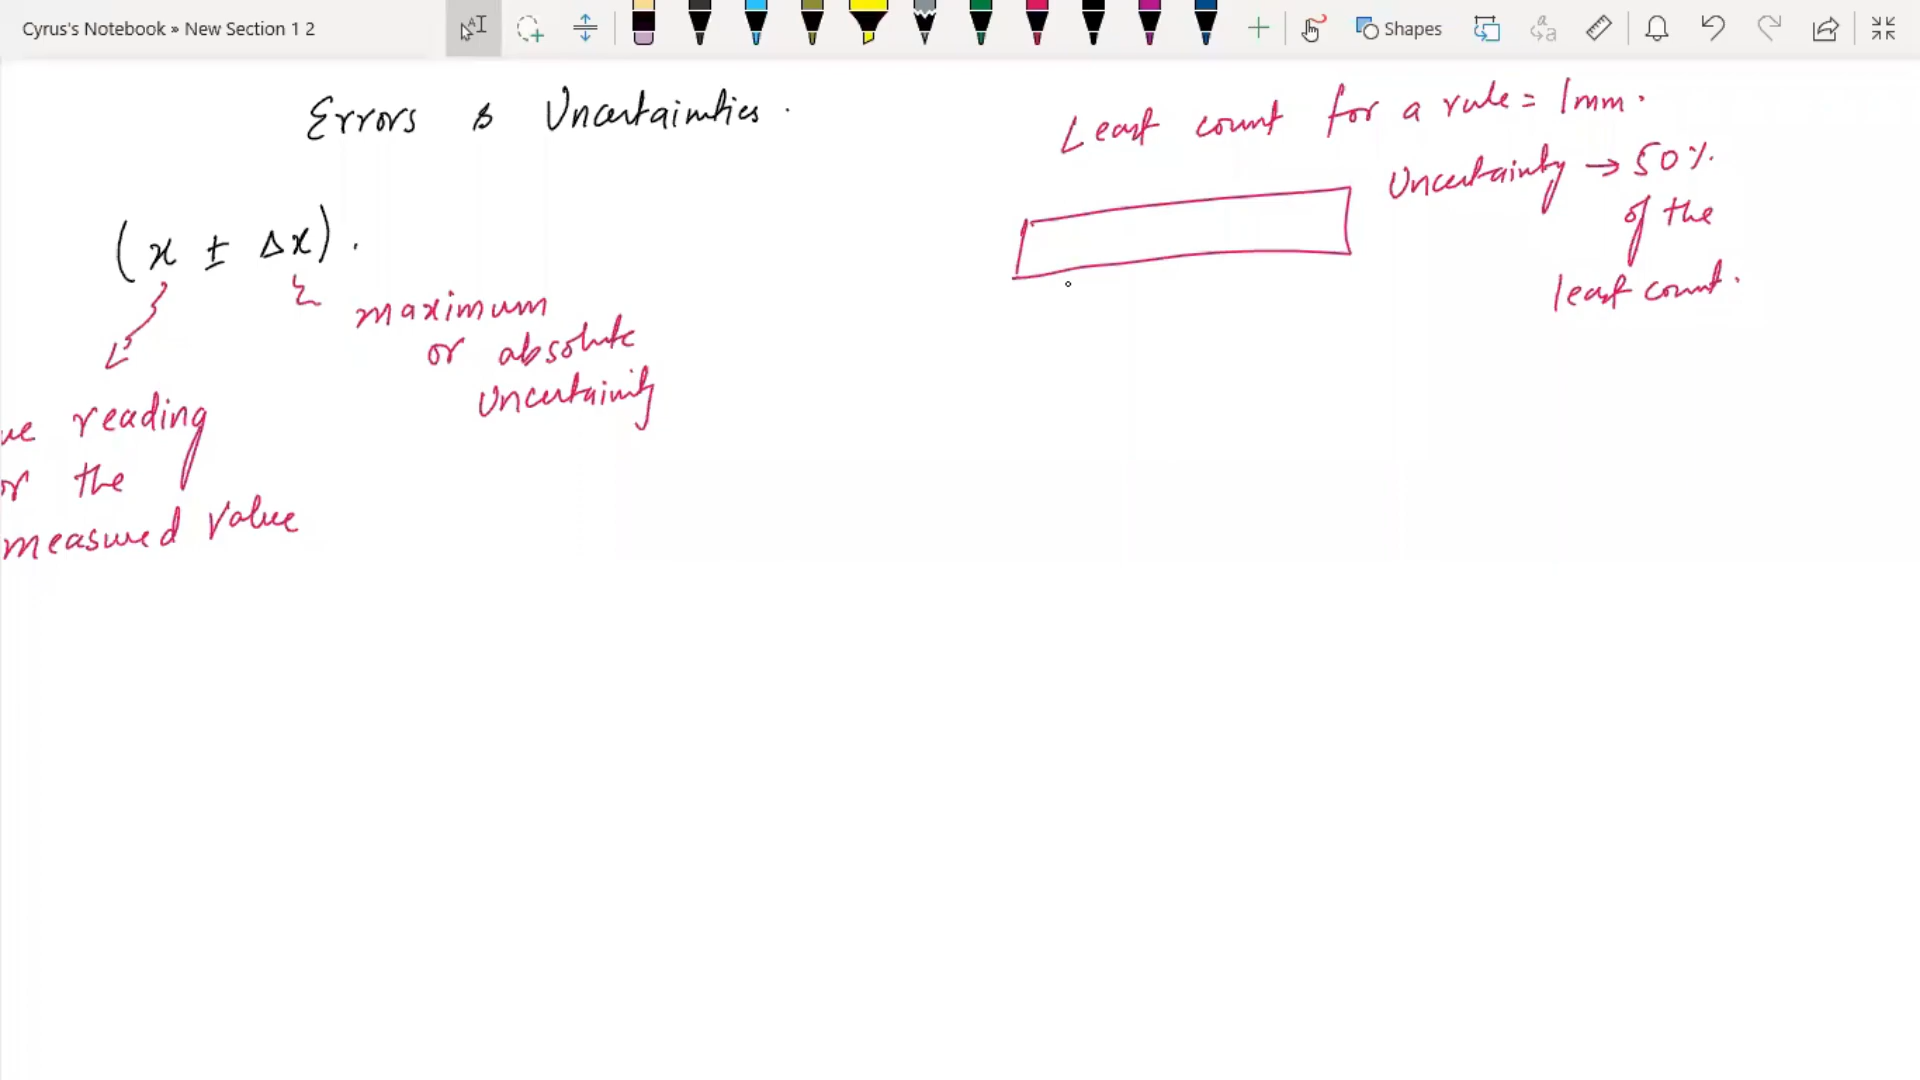 Cyrus's Notebook » New Section 1 2
Shapes
Errors & Uncertainties.
(x ± Δx).
maximum
or absolute
Uncertainity
reading
the
measured value
Least count for a rule = 1mm.
Uncertainty → 50%
of the
least count.